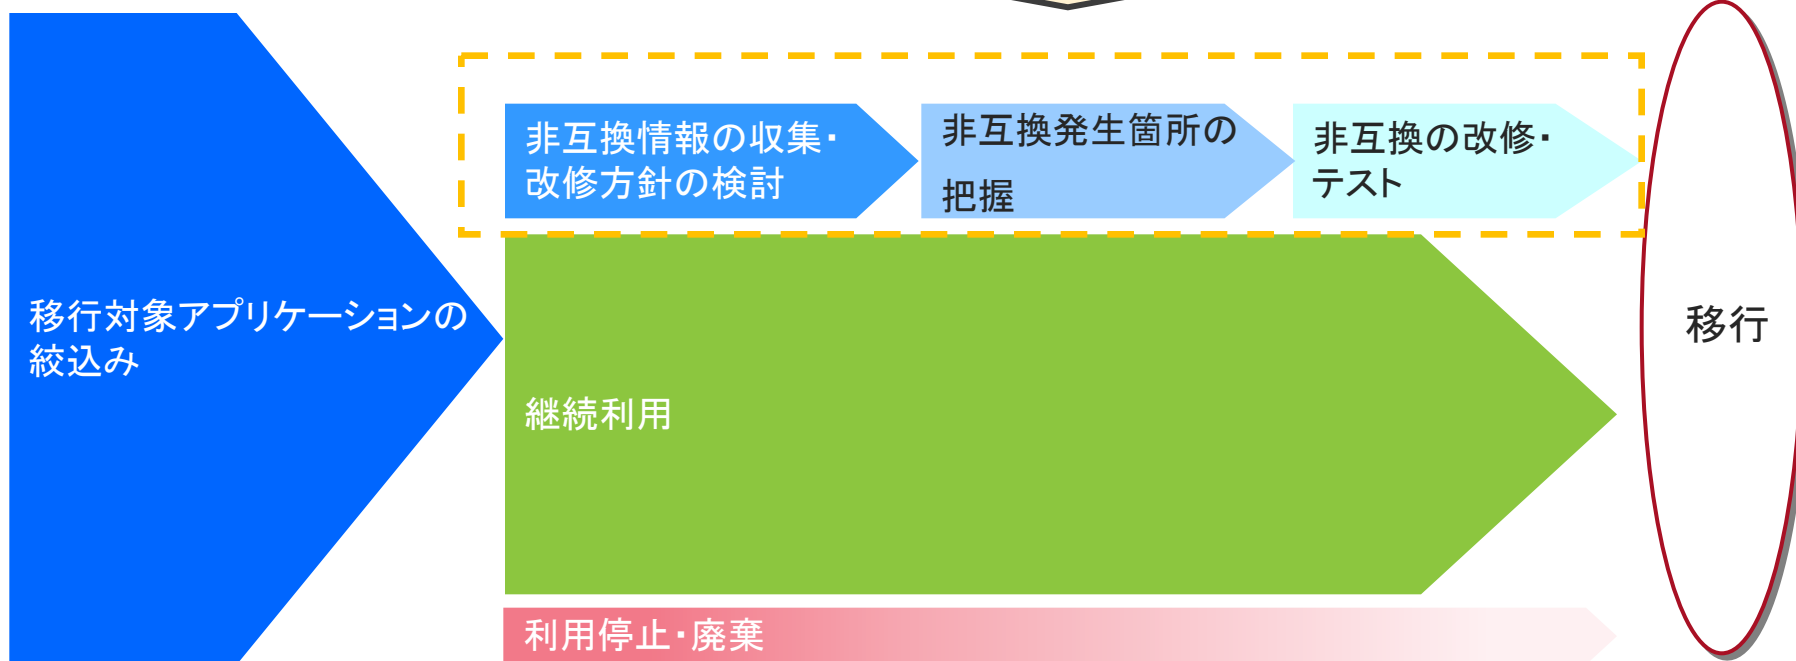 移行対象アプリケーションの
絞込み
非互換情報の収集・
改修方針の検討
非互換発生箇所の
把握
非互換の改修・
テスト
継続利用
利用停止・廃棄
移行